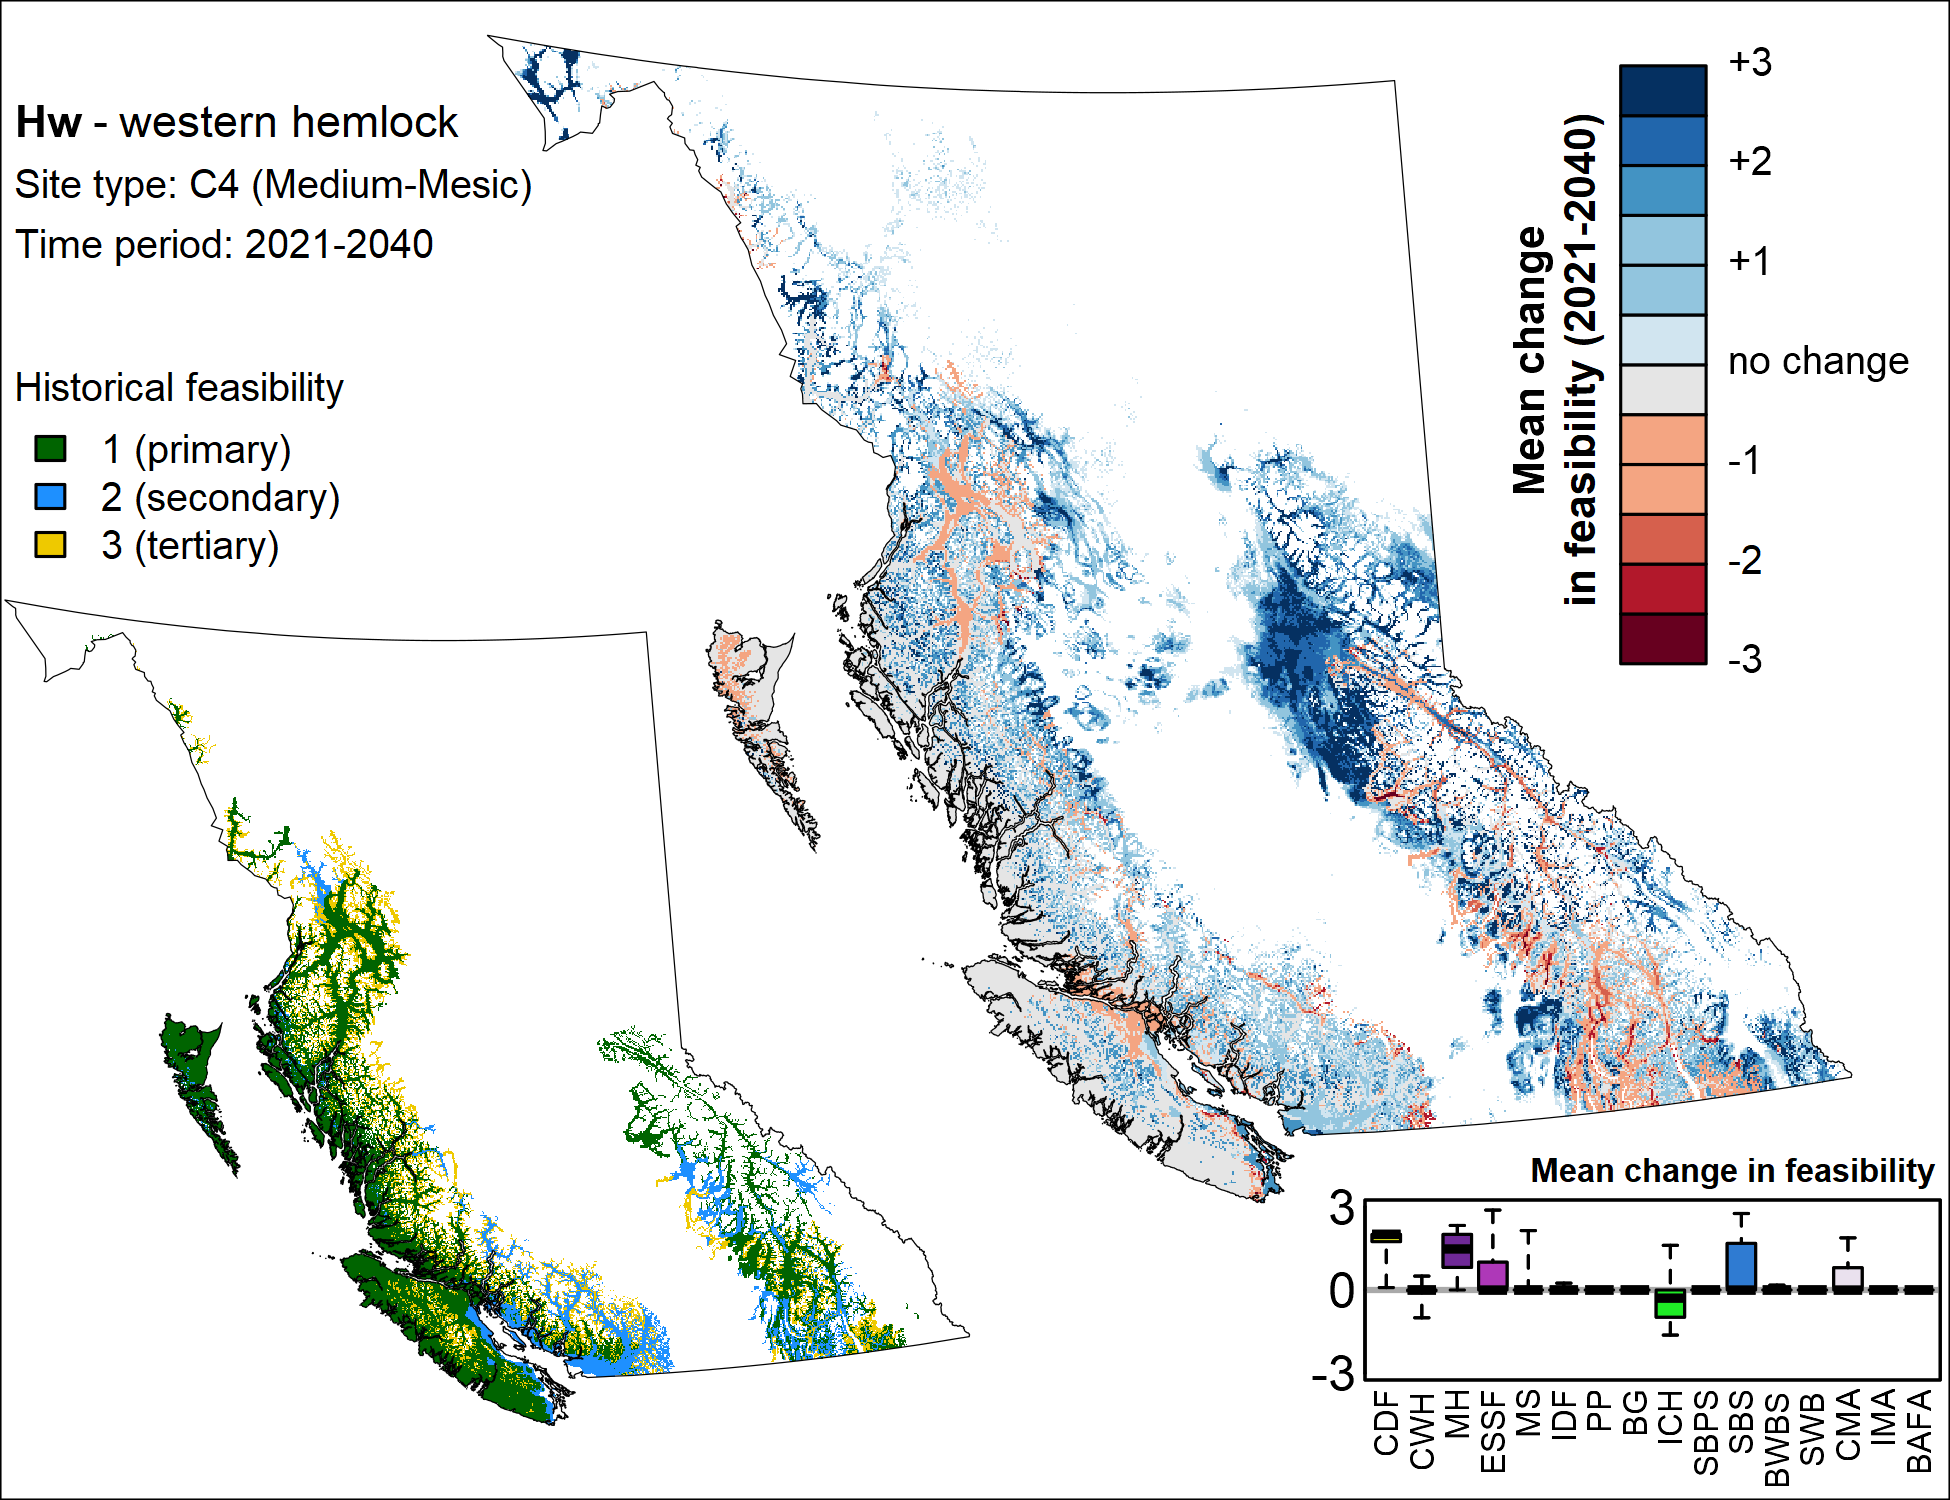 Hw - western hemlock
Site type: C4 (Medium-Mesic)
Time period: 2021-2040
Historical feasibility
1 (primary)
2 (secondary)
3 (tertiary)
Mean change
in feasibility (2021-2040)
+3
+2
+1
no change
-1
-2
-3
Mean change in feasibility
3
0
-3
CDF
CWH
MH
ESSF
MS
IDF
PP
BG
ICH
SBPS
SBS
BWBS
SWB
CMA
IMA
BAFA